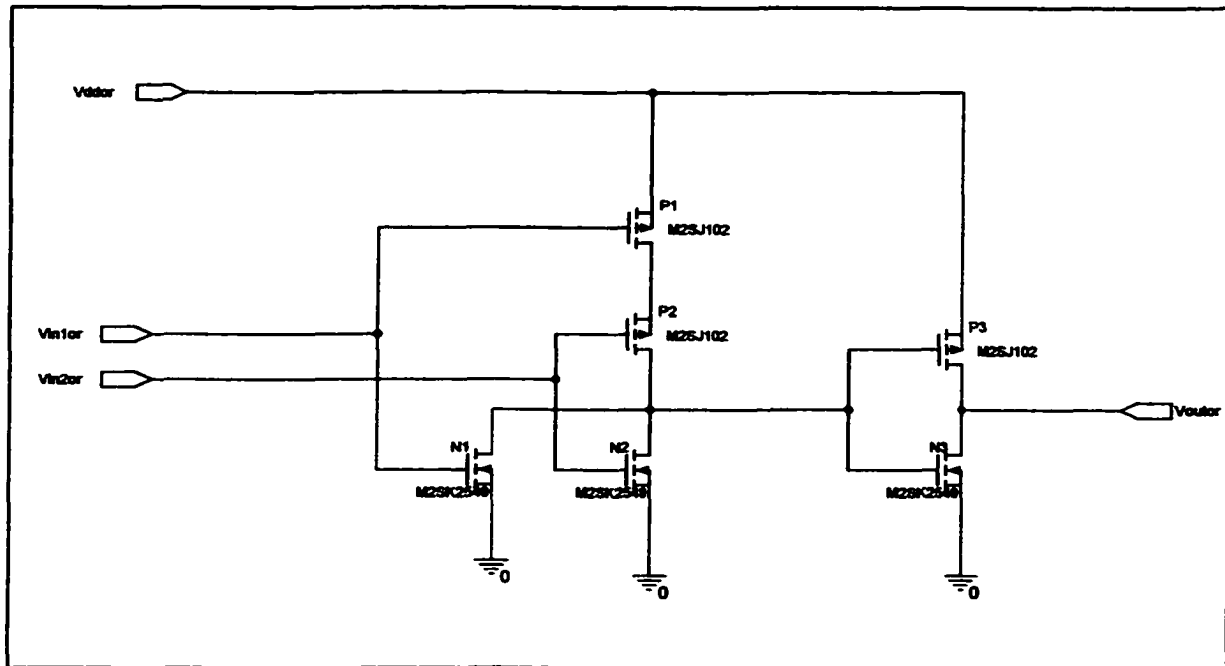 Vddor
P1
M2SJ102
P2
M2SJ102
Vin1or
P3
M2SJ102
Vin2or
Voutor
N1
N2
N3
M2SK2549
M2SK2549
M2SK2549
0
0
0